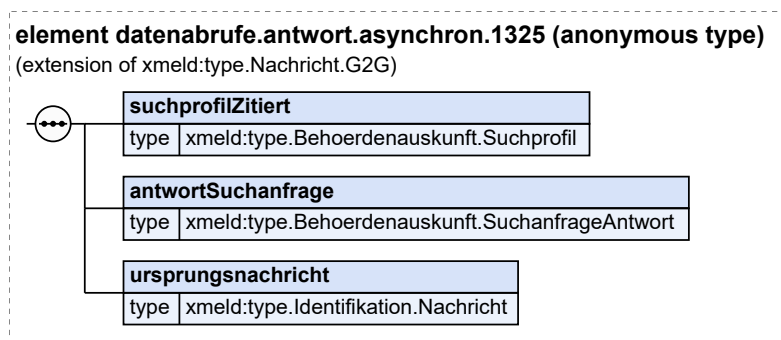 element datenabrufe.antwort.asynchron.1325 (anonymous type)
(extension of xmeld:type.Nachricht.G2G)
suchprofilZitiert
type xmeld:type.Behoerdenauskunft.Suchprofil
antwortSuchanfrage
type xmeld:type.Behoerdenauskunft.SuchanfrageAntwort
ursprungsnachricht
type xmeld:type.Identifikation.Nachricht